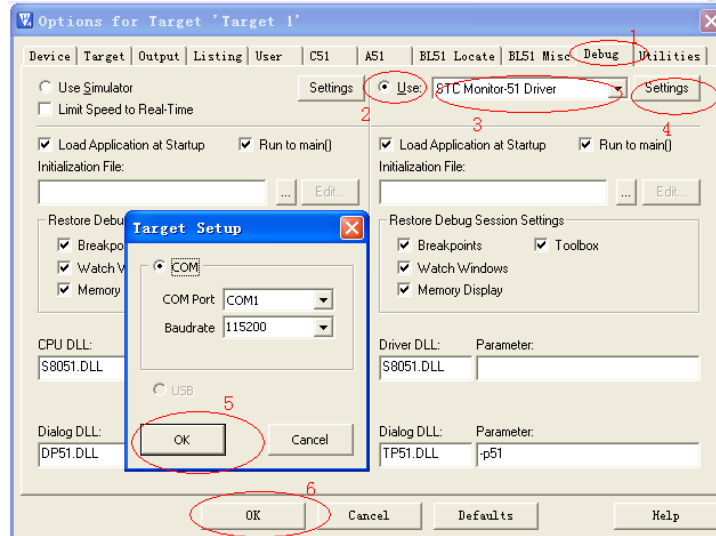 Options for Target 'Target 1'
1
Device Target Output Listing User C51 A51 BL51 Locate BL51 Misc Debug Utilities
Use Simulator Settings Use: STC Monitor-51 Driver Settings
Limit Speed to Real-Time
2 3 4
Load Application at Startup Run to main() Load Application at Startup Run to main()
Initialization File: Initialization File:
... Edit... ... Edit...
Restore Debu Restore Debug Session Settings
Breakpo Breakpoints Toolbox
Watch W Watch Windows
Memory Memory Display
Target Setup
COM
COM Port COM1
Baudrate 115200
USB
5
OK Cancel
CPU DLL: Driver DLL: Parameter:
S8051.DLL S8051.DLL
Dialog DLL: Dialog DLL: Parameter:
DP51.DLL TP51.DLL -p51
6
OK Cancel Defaults Help